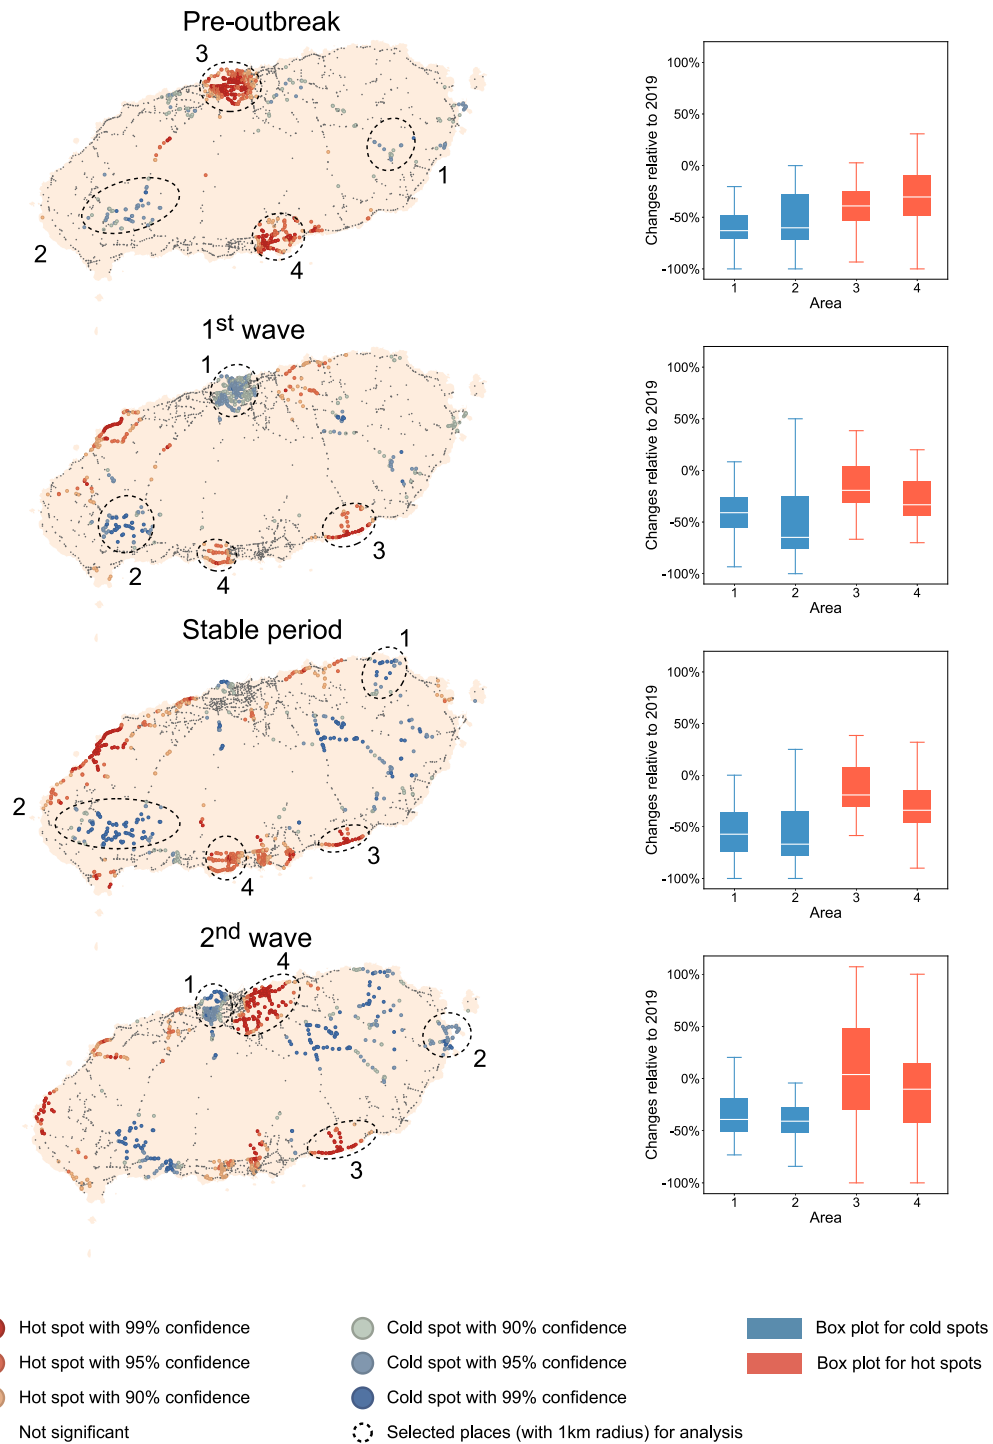 Pre-outbreak
3
1
2
4
Changes relative to 2019
100%
50%
0%
-50%
-100%
1 2 3 4
Area
1st wave
1
2
3
4
Changes relative to 2019
100%
50%
0%
-50%
-100%
1 2 3 4
Area
Stable period
1
2
3
4
Changes relative to 2019
100%
50%
0%
-50%
-100%
1 2 3 4
Area
2nd wave
4
1
2
3
Changes relative to 2019
100%
50%
0%
-50%
-100%
1 2 3 4
Area
Hot spot with 99% confidence
Hot spot with 95% confidence
Hot spot with 90% confidence
Not significant
Cold spot with 90% confidence
Cold spot with 95% confidence
Cold spot with 99% confidence
Selected places (with 1km radius) for analysis
Box plot for cold spots
Box plot for hot spots